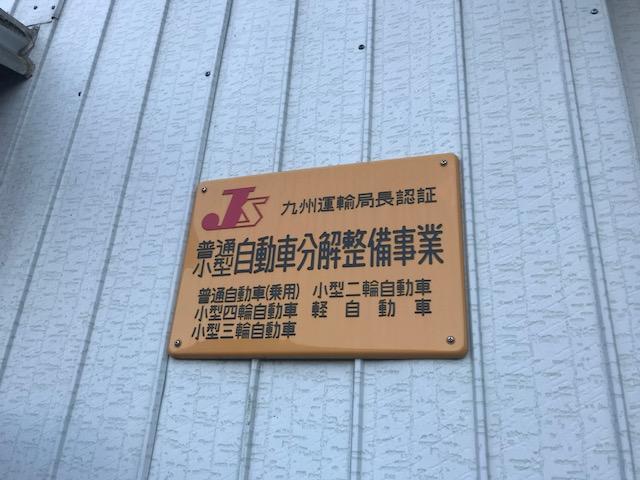 JS 九州運輸局長認証
普通小型自動車分解整備事業
普通自動車(乗用) 小型二輪自動車
小型四輪自動車 軽自動車
小型三輪自動車